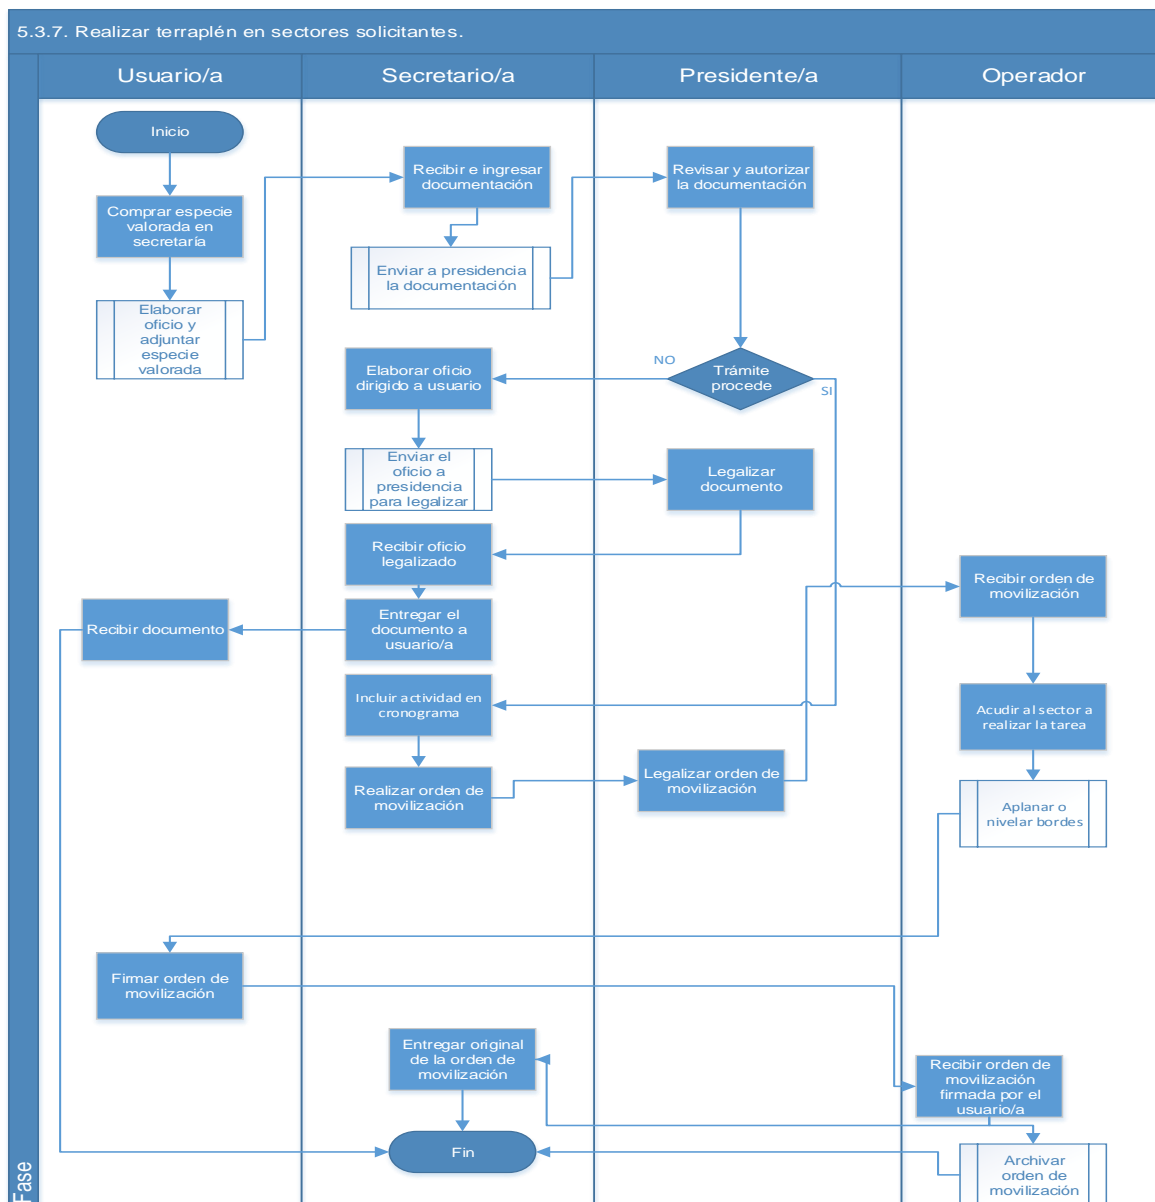 5.3.7. Realizar terraplén en sectores solicitantes.
Usuario/a
Secretario/a
Presidente/a
Operador
Inicio
Recibir e ingresar
documentación
Revisar y autorizar
la documentación
Comprar especie
valorada en
secretaría
Enviar a presidencia
la documentación
Elaborar
oficio y
adjuntar
especie
valorada
NO
Trámite
procede
SI
Elaborar oficio
dirigido a usuario
Enviar el
oficio a
presidencia
para legalizar
Legalizar
documento
Recibir oficio
legalizado
Recibir orden de
movilización
Entregar el
documento a
usuario/a
Recibir documento
Incluir actividad en
cronograma
Acudir al sector a
realizar la tarea
Realizar orden de
movilización
Legalizar orden de
movilización
Aplanar o
nivelar bordes
Firmar orden de
movilización
Entregar original
de la orden de
movilización
Recibir orden de
movilización
firmada por el
usuario/a
Fin
Archivar
orden de
movilización
Fase